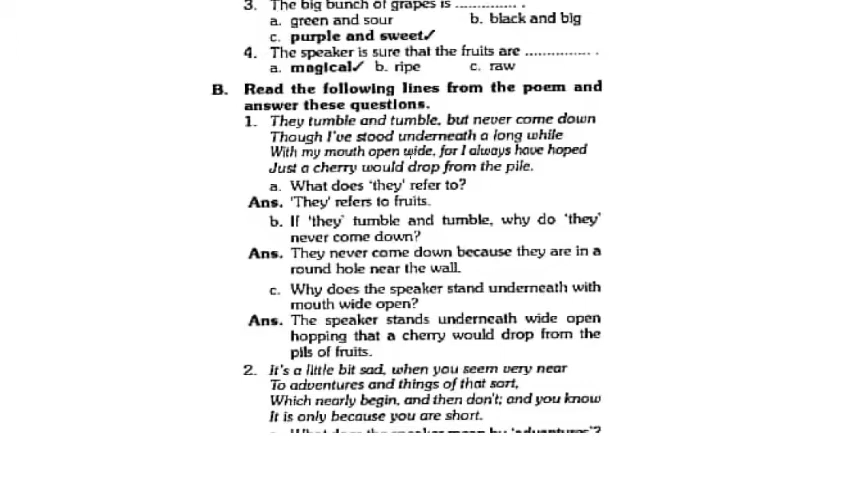 3. The big bunch of grapes is .............. .
a. green and sour b. black and big
c. purple and sweet✓
4. The speaker is sure that the fruits are ............... .
a. magical✓ b. ripe c. raw
B. Read the following lines from the poem and
answer these questions.
1. They tumble and tumble, but never come down
Though I've stood underneath a long while
With my mouth open wide, for I always have hoped
Just a cherry would drop from the pile.
a. What does 'they' refer to?
Ans. 'They' refers to fruits.
b. If 'they' tumble and tumble, why do 'they'
never come down?
Ans. They never come down because they are in a
round hole near the wall.
c. Why does the speaker stand underneath with
mouth wide open?
Ans. The speaker stands underneath wide open
hopping that a cherry would drop from the
pils of fruits.
2. It's a little bit sad, when you seem very near
To adventures and things of that sort,
Which nearly begin, and then don't; and you know
It is only because you are short.
a. What does the speaker mean by 'adventures'?